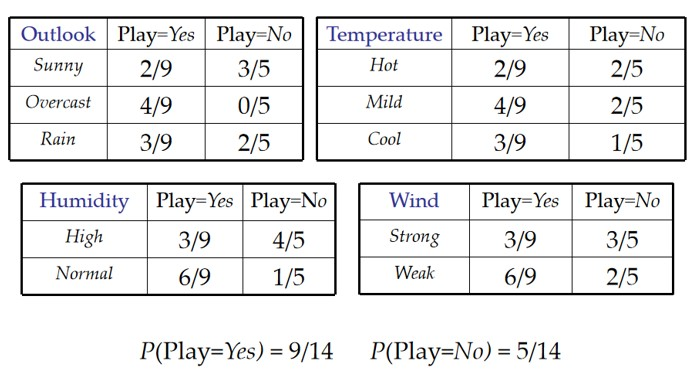 Outlook Play=Yes Play=No
Sunny 2/9 3/5
Overcast 4/9 0/5
Rain 3/9 2/5
Temperature Play=Yes Play=No
Hot 2/9 2/5
Mild 4/9 2/5
Cool 3/9 1/5
Humidity Play=Yes Play=No
High 3/9 4/5
Normal 6/9 1/5
Wind Play=Yes Play=No
Strong 3/9 3/5
Weak 6/9 2/5
P(Play=Yes) = 9/14 P(Play=No) = 5/14